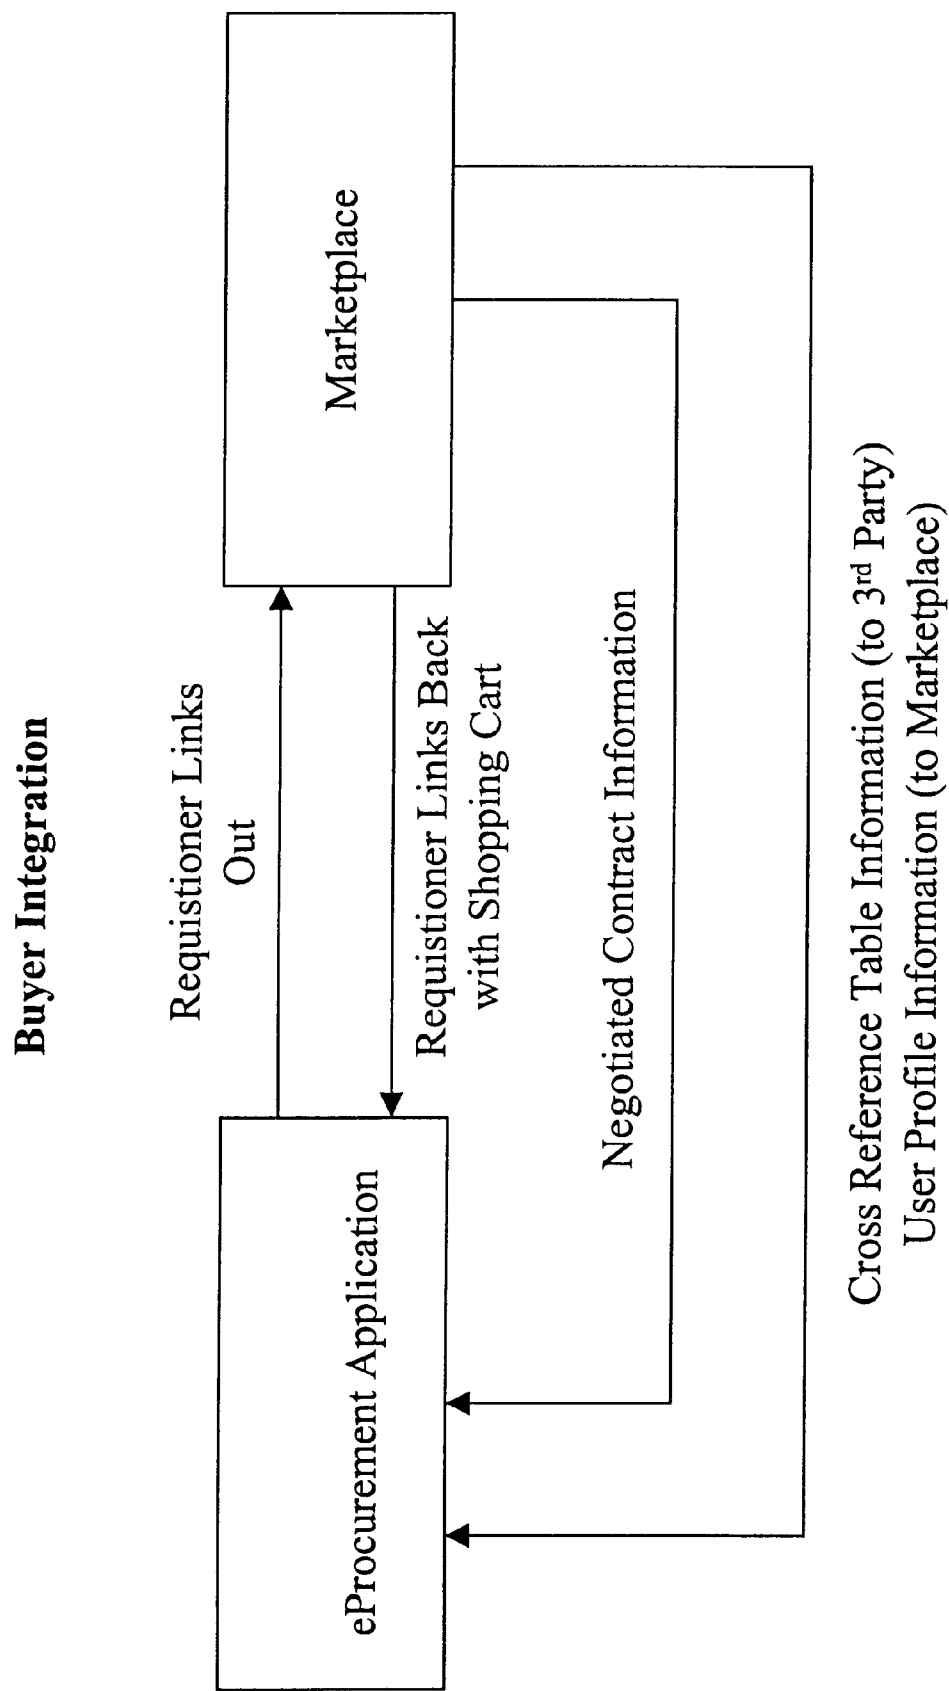 Buyer Integration
Requistioner Links
Out
eProcurement Application
Marketplace
Requistioner Links Back
with Shopping Cart
Negotiated Contract Information
Cross Reference Table Information (to 3rd Party)
User Profile Information (to Marketplace)